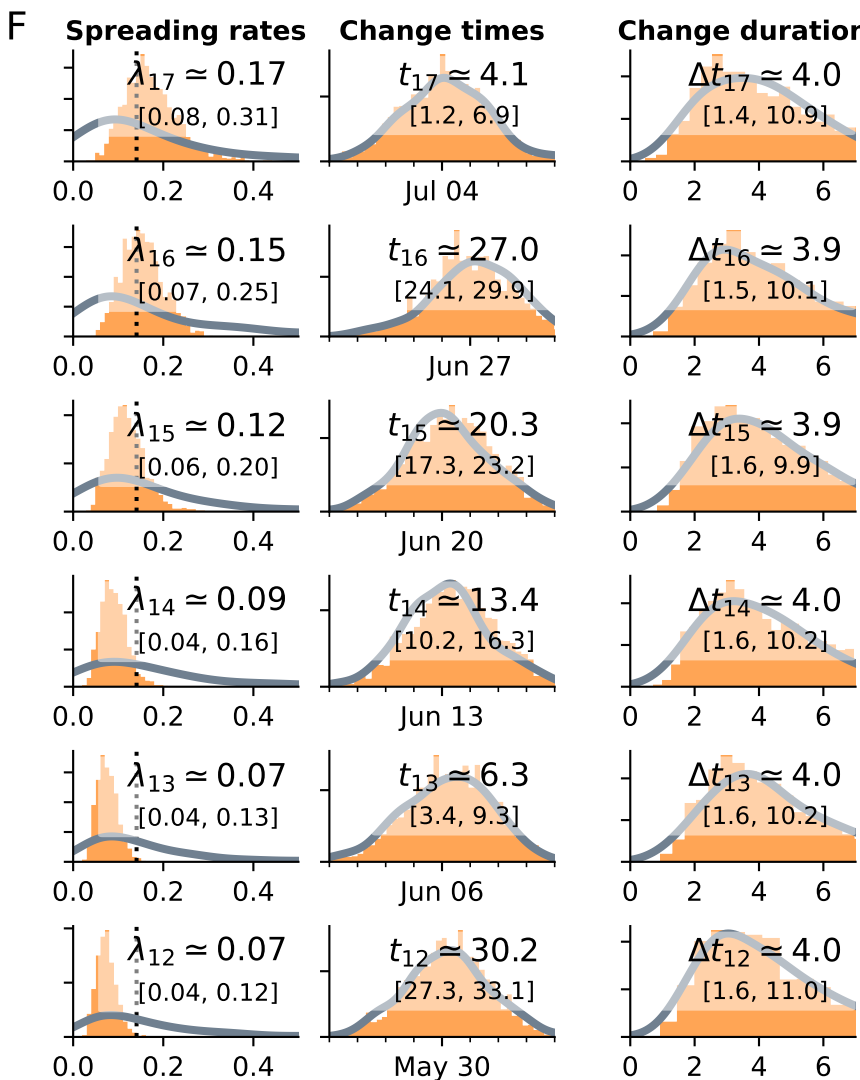 F
Spreading rates Change times Change duration
λ17 ≃ 0.17 t17 ≃ 4.1 Δt17 ≃ 4.0
[0.08, 0.31] [1.2, 6.9] [1.4, 10.9]
0.0 0.2 0.4 Jul 04 0 2 4 6
λ16 ≃ 0.15 t16 ≃ 27.0 Δt16 ≃ 3.9
[0.07, 0.25] [24.1, 29.9] [1.5, 10.1]
0.0 0.2 0.4 Jun 27 0 2 4 6
λ15 ≃ 0.12 t15 ≃ 20.3 Δt15 ≃ 3.9
[0.06, 0.20] [17.3, 23.2] [1.6, 9.9]
0.0 0.2 0.4 Jun 20 0 2 4 6
λ14 ≃ 0.09 t14 ≃ 13.4 Δt14 ≃ 4.0
[0.04, 0.16] [10.2, 16.3] [1.6, 10.2]
0.0 0.2 0.4 Jun 13 0 2 4 6
λ13 ≃ 0.07 t13 ≃ 6.3 Δt13 ≃ 4.0
[0.04, 0.13] [3.4, 9.3] [1.6, 10.2]
0.0 0.2 0.4 Jun 06 0 2 4 6
λ12 ≃ 0.07 t12 ≃ 30.2 Δt12 ≃ 4.0
[0.04, 0.12] [27.3, 33.1] [1.6, 11.0]
0.0 0.2 0.4 May 30 0 2 4 6